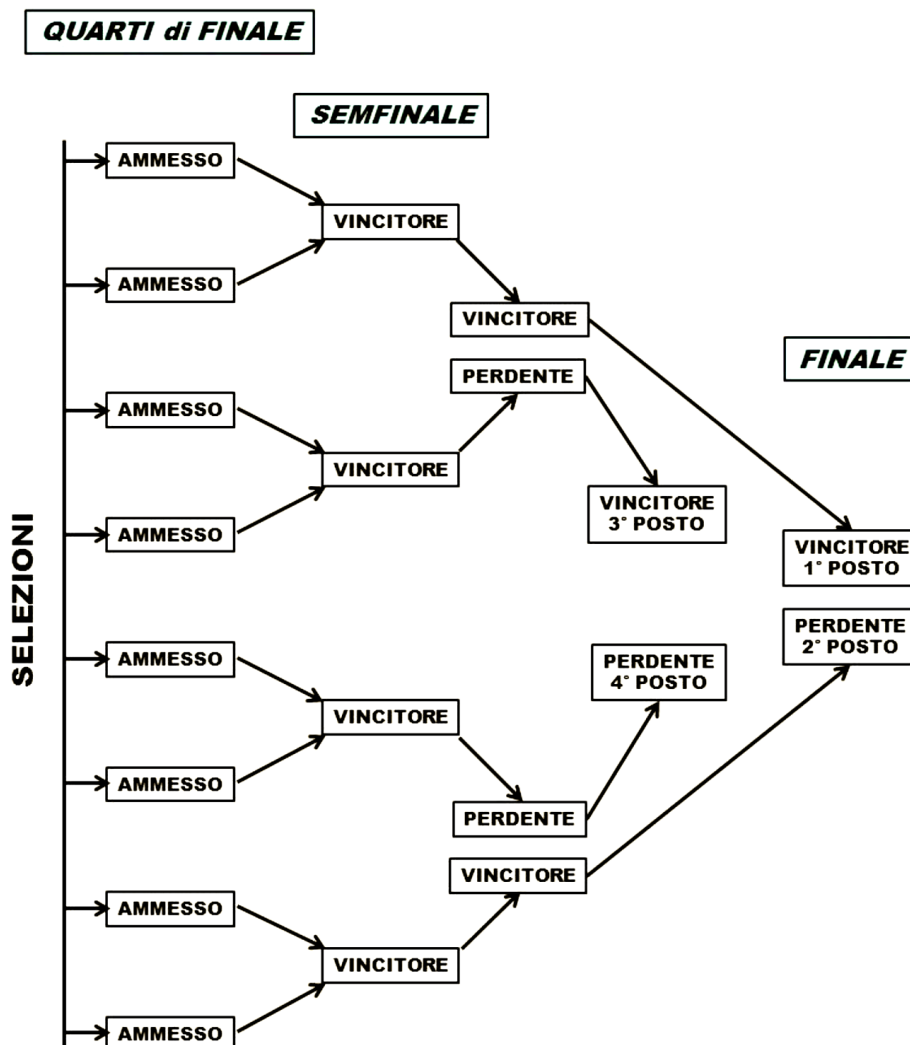 QUARTI di FINALE
SEMFINALE
AMMESSO
VINCITORE
AMMESSO
VINCITORE
FINALE
PERDENTE
AMMESSO
VINCITORE
VINCITORE
3° POSTO
AMMESSO
VINCITORE
1° POSTO
SELEZIONI
PERDENTE
2° POSTO
AMMESSO
PERDENTE
4° POSTO
VINCITORE
AMMESSO
PERDENTE
VINCITORE
AMMESSO
VINCITORE
AMMESSO